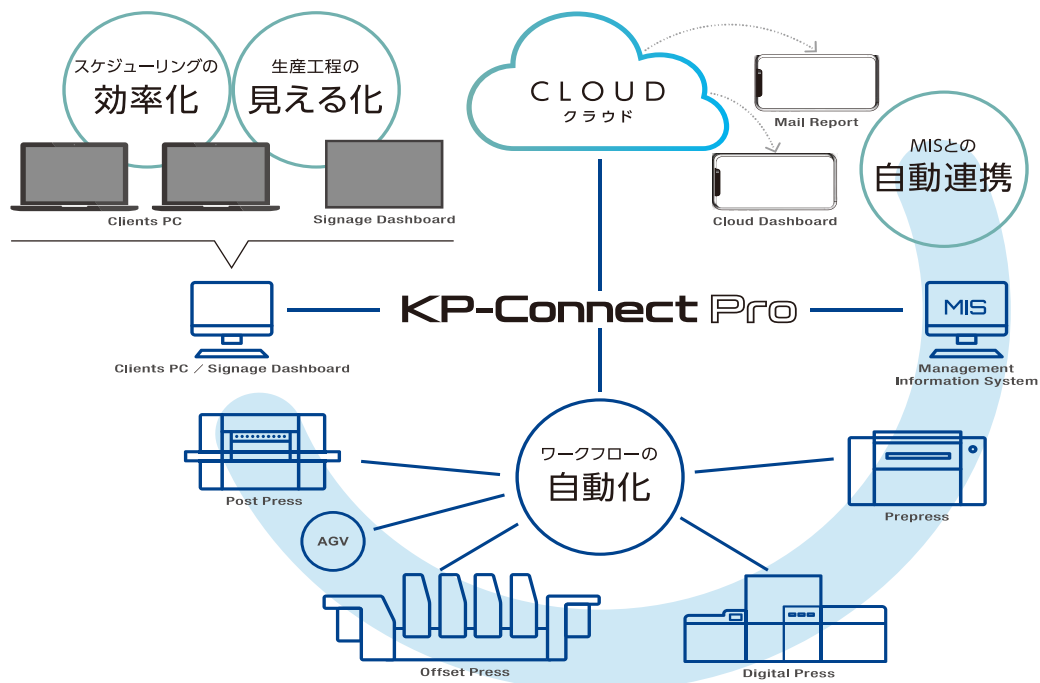 スケジューリングの
効率化
生産工程の
見える化
CLOUD
クラウド
Mail Report
MISとの
自動連携
Clients PC
Signage Dashboard
Cloud Dashboard
KP-Connect Pro
MIS
Clients PC / Signage Dashboard
Management
Information System
ワークフローの
自動化
Post Press
Prepress
AGV
Offset Press
Digital Press